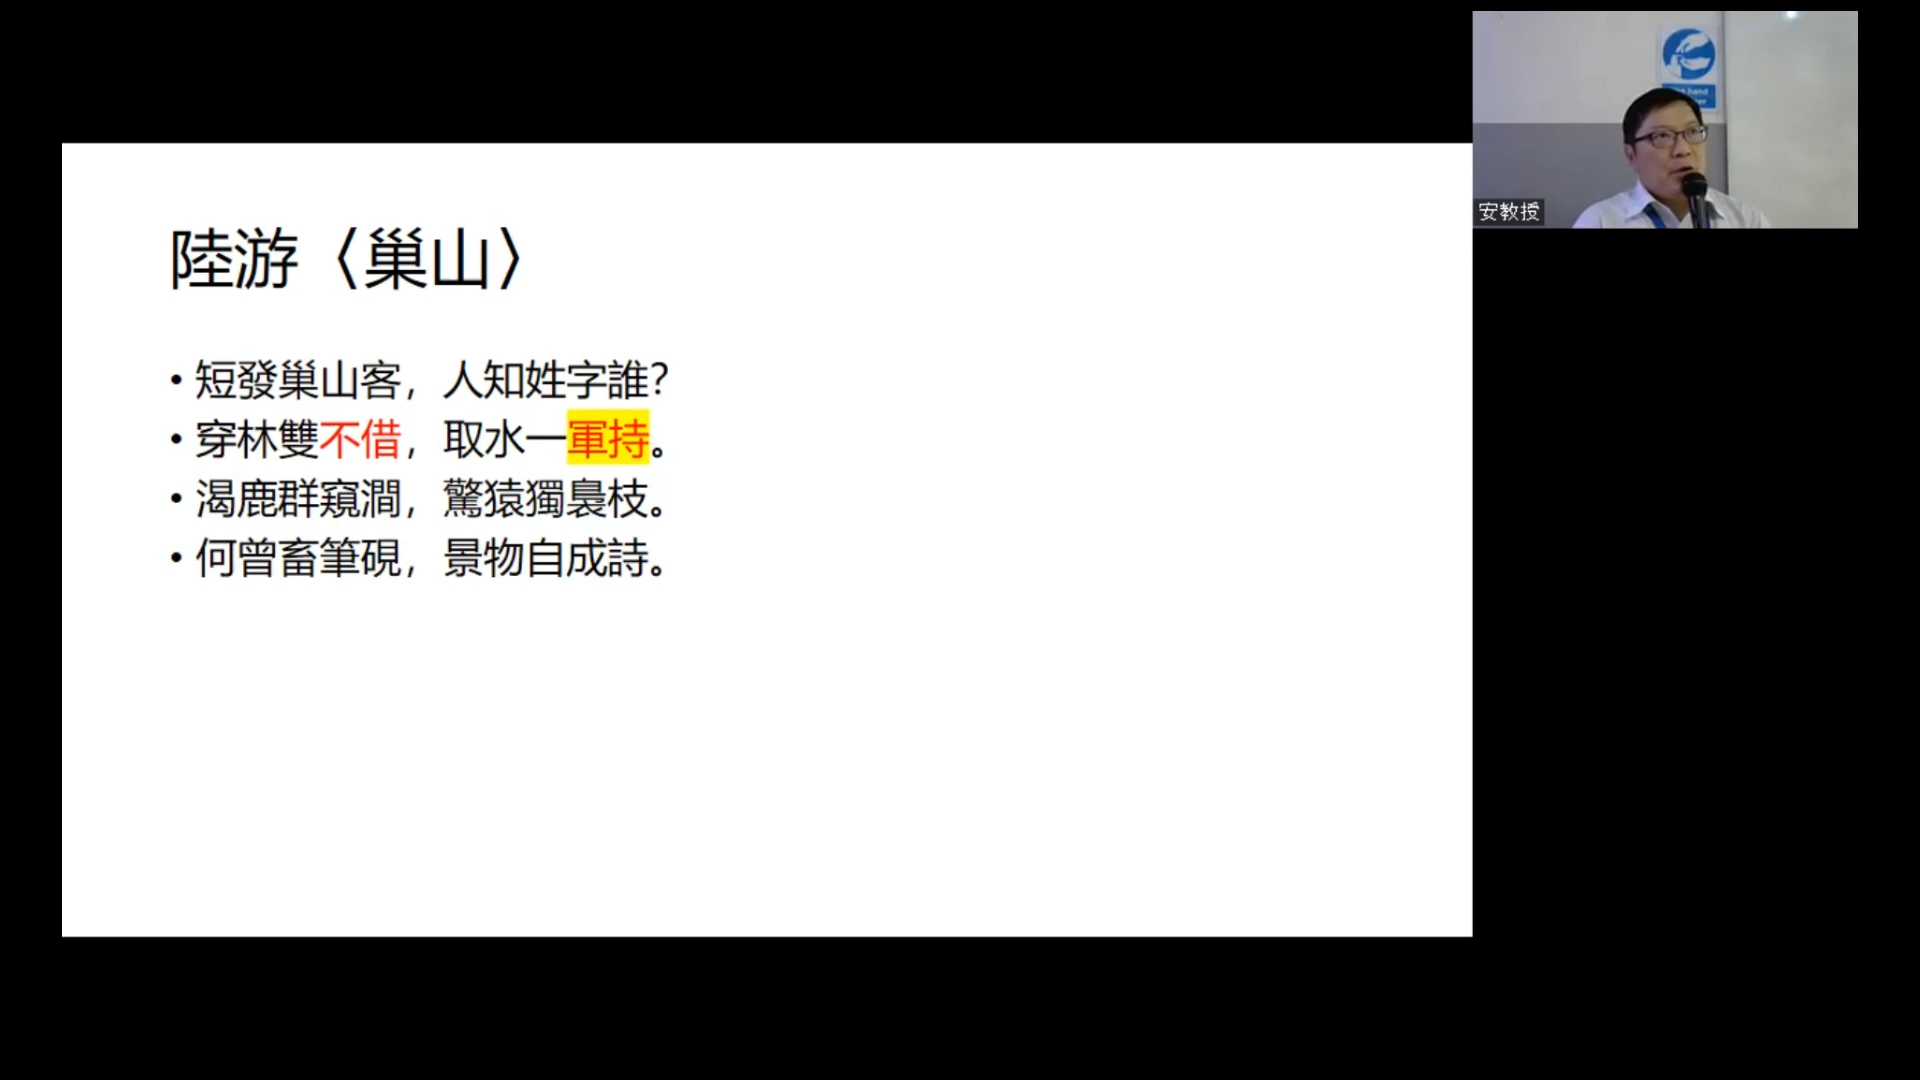 陸游〈巢山〉
• 短發巢山客，人知姓字誰？
• 穿林雙不借，取水一軍持。
• 渴鹿群窺澗，驚猿獨裊枝。
• 何曾畜筆硯，景物自成詩。
安教授
hand